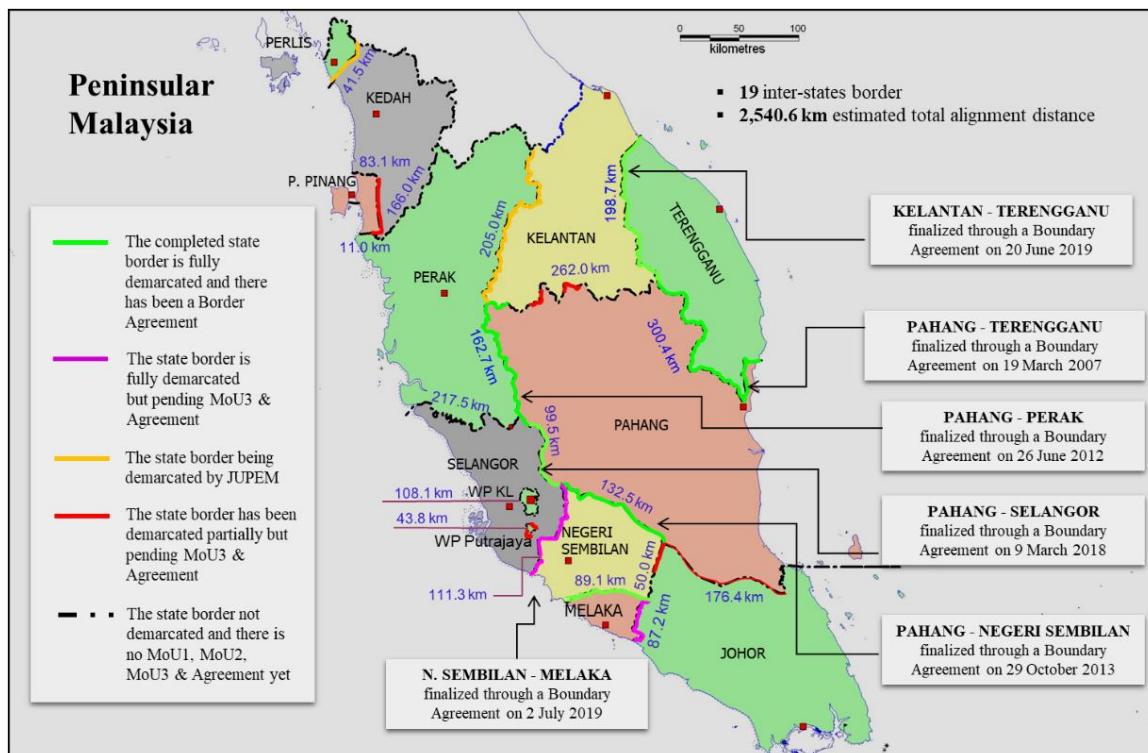 Peninsular
Malaysia
0 50 100
kilometres
▪ 19 inter-states border
▪ 2,540.6 km estimated total alignment distance
PERLIS
41.5 km
KEDAH
83.1 km
P. PINANG
166.0 km
11.0 km
205.0 km
KELANTAN
198.7 km
TERENGGANU
262.0 km
PERAK
162.7 km
300.4 km
217.5 km
99.5 km
PAHANG
SELANGOR
WP KL
108.1 km
43.8 km
WP Putrajaya
132.5 km
NEGERI
SEMBILAN
111.3 km
89.1 km
50.0 km
176.4 km
MELAKA
87.2 km
JOHOR
The completed state
border is fully
demarcated and there
has been a Border
Agreement
The state border is
fully demarcated
but pending MoU3 &
Agreement
The state border being
demarcated by JUPEM
The state border has been
demarcated partially but
pending MoU3 &
Agreement
The state border not
demarcated and there is
no MoU1, MoU2,
MoU3 & Agreement yet
KELANTAN - TERENGGANU
finalized through a Boundary
Agreement on 20 June 2019
PAHANG - TERENGGANU
finalized through a Boundary
Agreement on 19 March 2007
PAHANG - PERAK
finalized through a Boundary
Agreement on 26 June 2012
PAHANG - SELANGOR
finalized through a Boundary
Agreement on 9 March 2018
PAHANG - NEGERI SEMBILAN
finalized through a Boundary
Agreement on 29 October 2013
N. SEMBILAN - MELAKA
finalized through a Boundary
Agreement on 2 July 2019